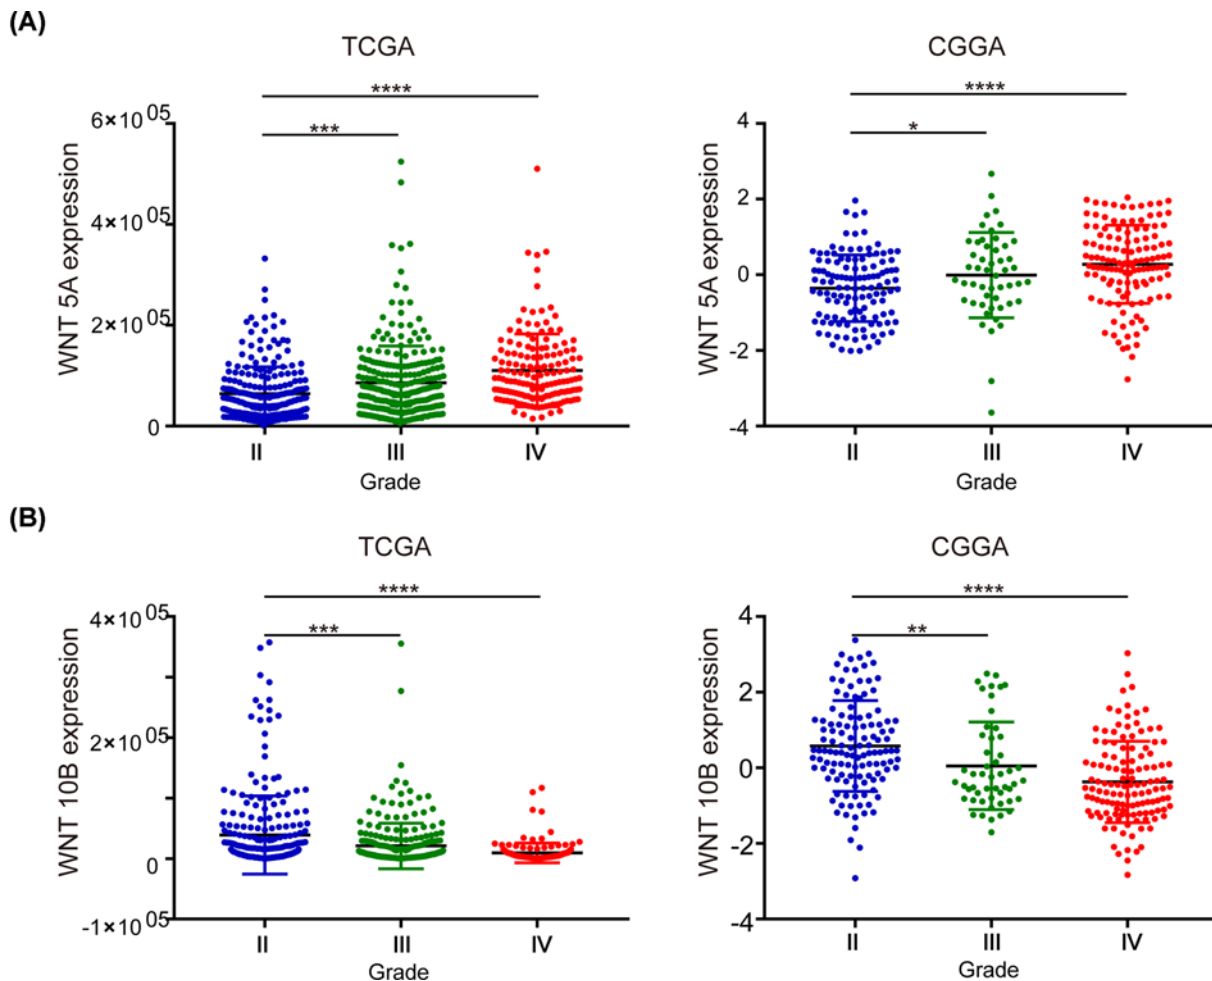 (A)
TCGA
CGGA
****
***
****
*
WNT 5A expression
6×10 05
4×10 05
2×10 05
0
II III IV
Grade
WNT 5A expression
4
2
0
-2
-4
II III IV
Grade
(B)
TCGA
CGGA
****
***
****
**
WNT 10B expression
4×10 05
2×10 05
0
-1×10 05
II III IV
Grade
WNT 10B expression
4
2
0
-2
-4
II III IV
Grade